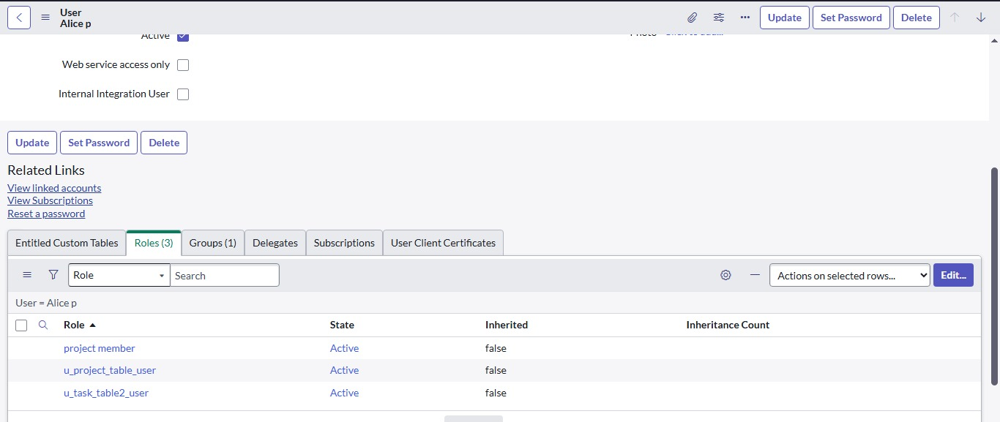 User
Alice p
Update Set Password Delete
Active
Photo Click to add...
Web service access only
Internal Integration User
Update Set Password Delete
Related Links
View linked accounts
View Subscriptions
Reset a password
Entitled Custom Tables Roles (3) Groups (1) Delegates Subscriptions User Client Certificates
Role Search Actions on selected rows... Edit...
User = Alice p
Role State Inherited Inheritance Count
project member Active false
u_project_table_user Active false
u_task_table2_user Active false